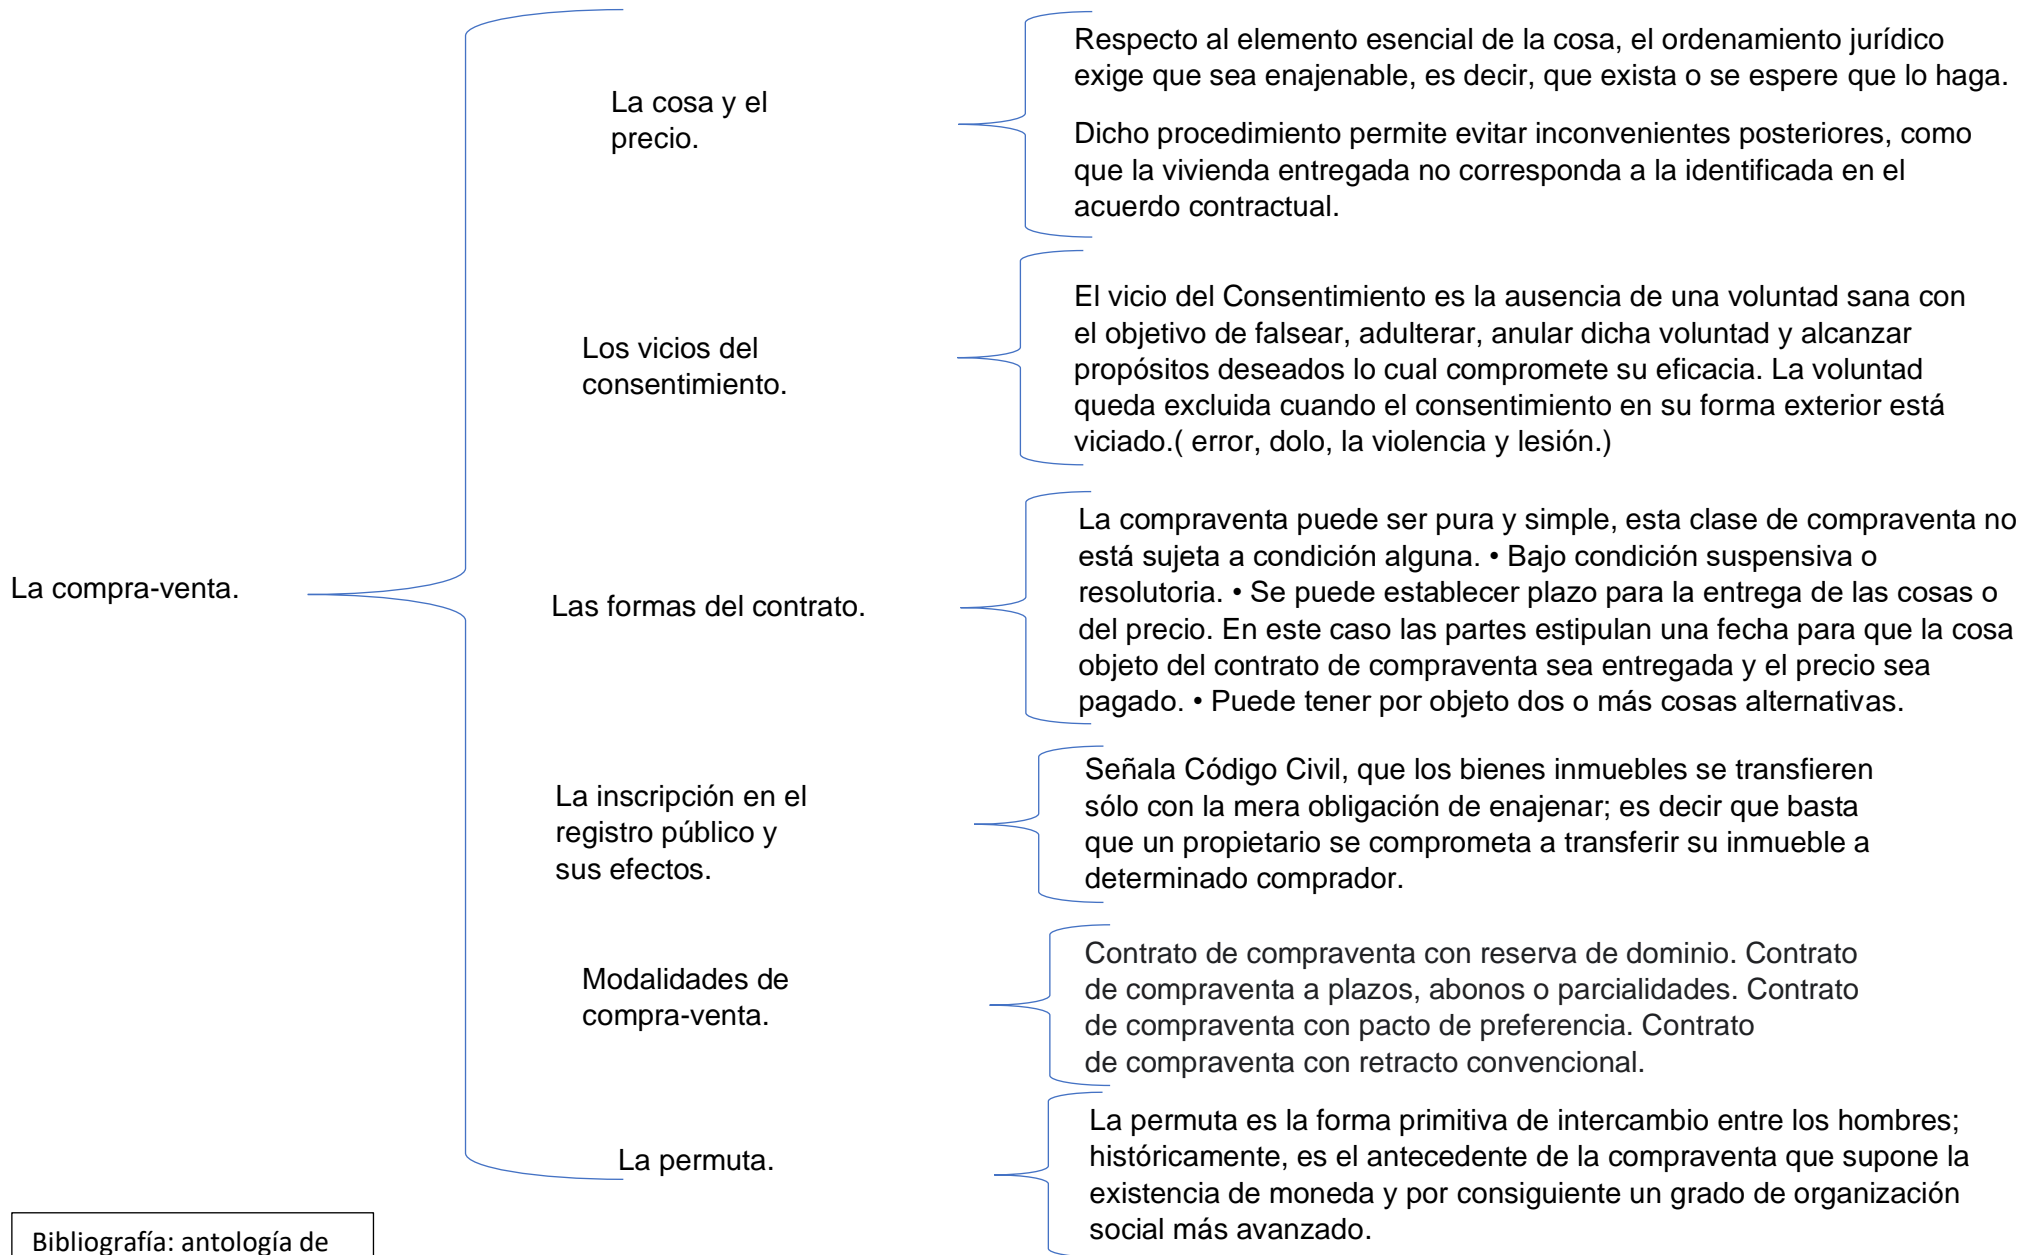 La compra-venta.
La cosa y el
precio.
Respecto al elemento esencial de la cosa, el ordenamiento jurídico
exige que sea enajenable, es decir, que exista o se espere que lo haga.
Dicho procedimiento permite evitar inconvenientes posteriores, como
que la vivienda entregada no corresponda a la identificada en el
acuerdo contractual.
Los vicios del
consentimiento.
El vicio del Consentimiento es la ausencia de una voluntad sana con
el objetivo de falsear, adulterar, anular dicha voluntad y alcanzar
propósitos deseados lo cual compromete su eficacia. La voluntad
queda excluida cuando el consentimiento en su forma exterior está
viciado.( error, dolo, la violencia y lesión.)
Las formas del contrato.
La compraventa puede ser pura y simple, esta clase de compraventa no
está sujeta a condición alguna. • Bajo condición suspensiva o
resolutoria. • Se puede establecer plazo para la entrega de las cosas o
del precio. En este caso las partes estipulan una fecha para que la cosa
objeto del contrato de compraventa sea entregada y el precio sea
pagado. • Puede tener por objeto dos o más cosas alternativas.
La inscripción en el
registro público y
sus efectos.
Señala Código Civil, que los bienes inmuebles se transfieren
sólo con la mera obligación de enajenar; es decir que basta
que un propietario se comprometa a transferir su inmueble a
determinado comprador.
Modalidades de
compra-venta.
Contrato de compraventa con reserva de dominio. Contrato
de compraventa a plazos, abonos o parcialidades. Contrato
de compraventa con pacto de preferencia. Contrato
de compraventa con retracto convencional.
La permuta.
La permuta es la forma primitiva de intercambio entre los hombres;
históricamente, es el antecedente de la compraventa que supone la
existencia de moneda y por consiguiente un grado de organización
social más avanzado.
Bibliografía: antología de